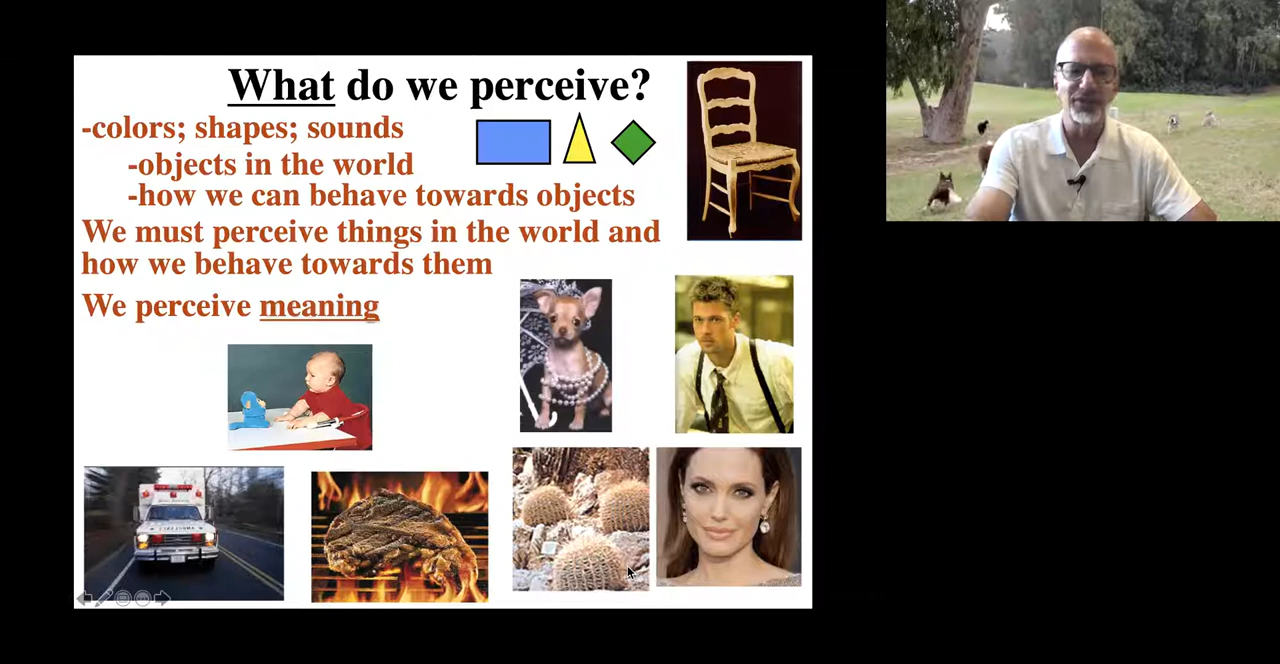 What do we perceive?
-colors; shapes; sounds
-objects in the world
-how we can behave towards objects
We must perceive things in the world and
how we behave towards them
We perceive meaning